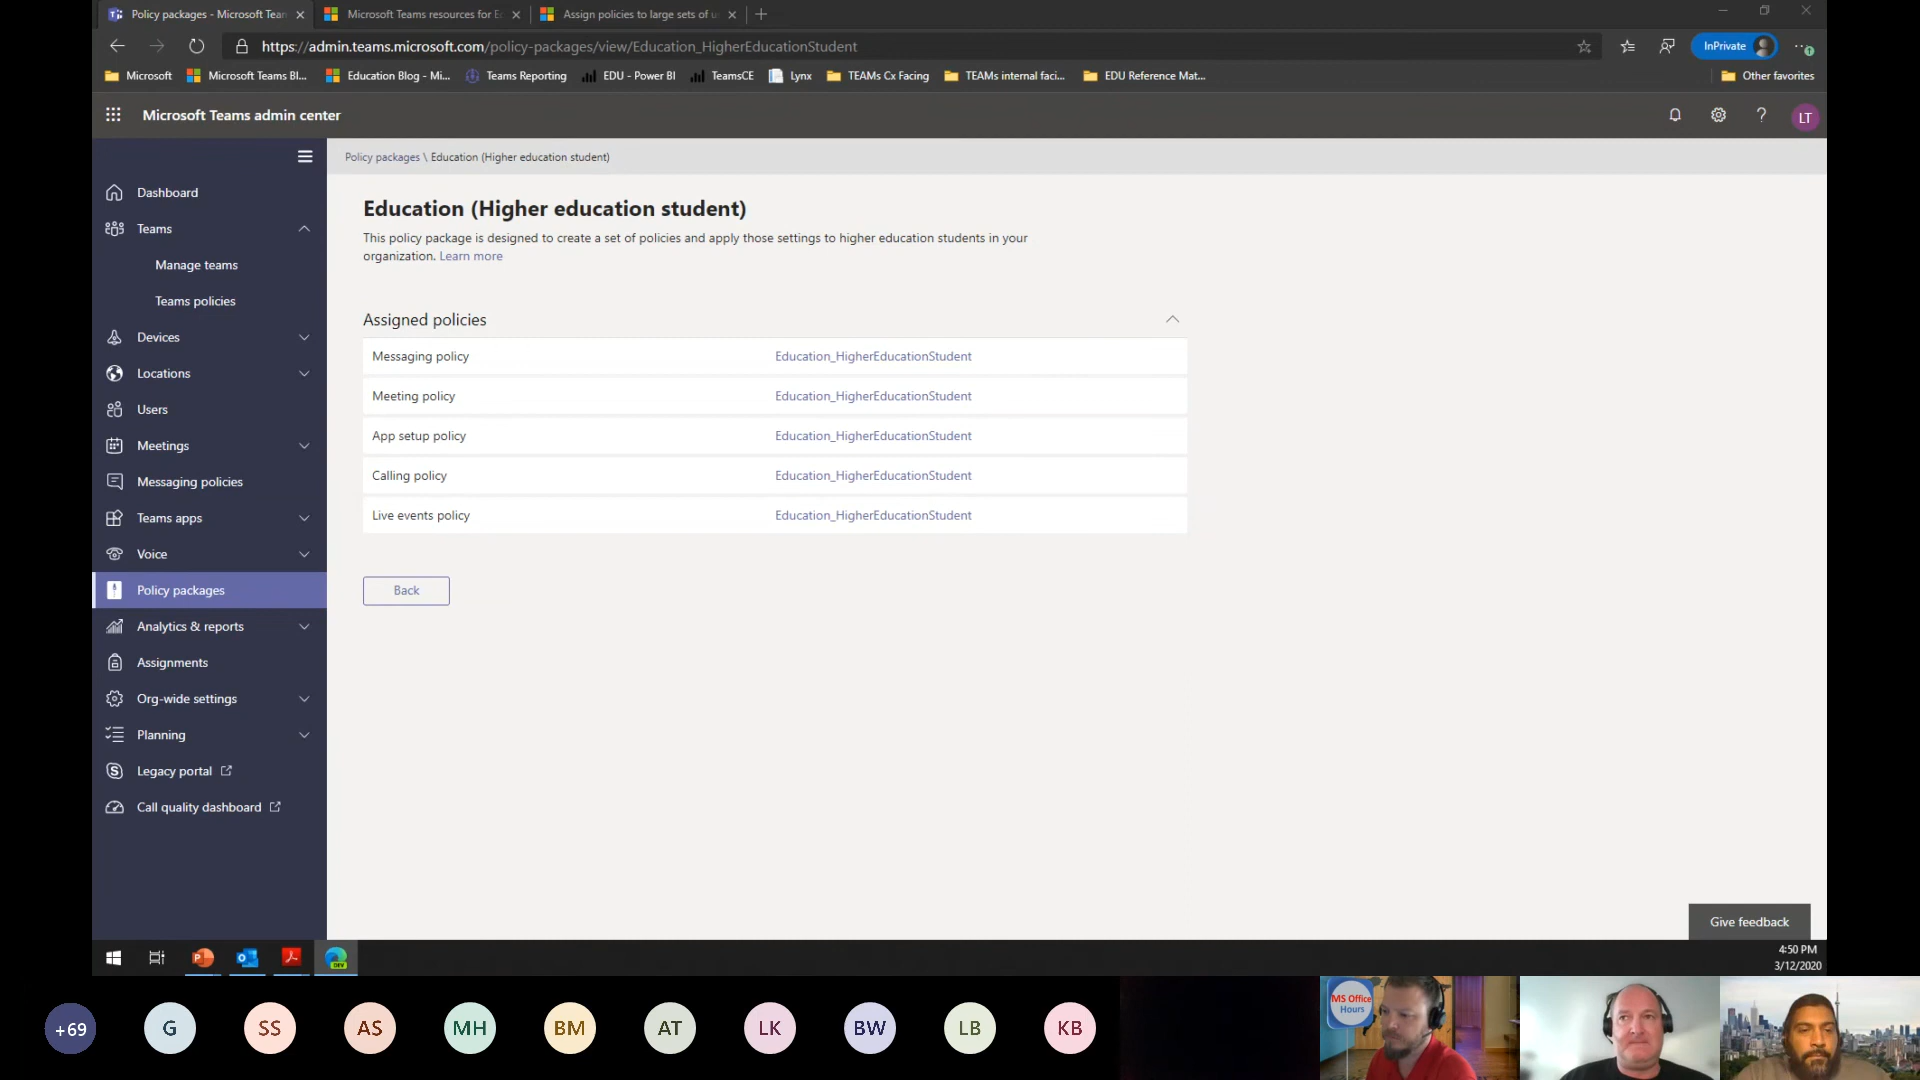 Policy packages - Microsoft Tean
Microsoft Teams resources for E
Assign policies to large sets of u
https://admin.teams.microsoft.com/policy-packages/view/Education_HigherEducationStudent
InPrivate
Microsoft
Microsoft Teams Bl...
Education Blog - Mi...
Teams Reporting
EDU - Power BI
TeamsCE
Lynx
TEAMs Cx Facing
TEAMs internal faci...
EDU Reference Mat...
Other favorites
Microsoft Teams admin center
?
LT
Policy packages \ Education (Higher education student)
Dashboard
Teams
Manage teams
Teams policies
Devices
Locations
Users
Meetings
Messaging policies
Teams apps
Voice
Policy packages
Analytics & reports
Assignments
Org-wide settings
Planning
Legacy portal
Call quality dashboard
Education (Higher education student)
This policy package is designed to create a set of policies and apply those settings to higher education students in your
organization. Learn more
Assigned policies
Messaging policy Education_HigherEducationStudent
Meeting policy Education_HigherEducationStudent
App setup policy Education_HigherEducationStudent
Calling policy Education_HigherEducationStudent
Live events policy Education_HigherEducationStudent
Back
Give feedback
DEV
4:50 PM
3/12/2020
+69
G
SS
AS
MH
BM
AT
LK
BW
LB
KB
MS Office
Hours